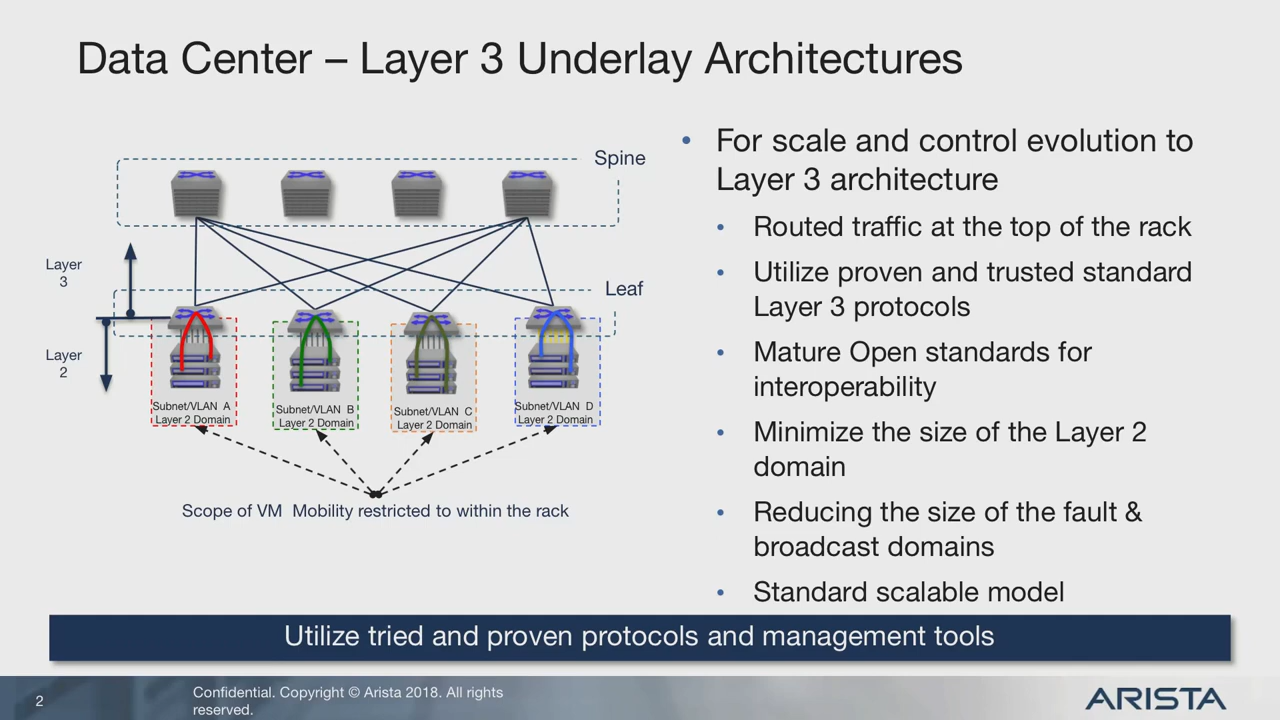 Data Center – Layer 3 Underlay Architectures
Spine
Layer
3
Leaf
Layer
2
Subnet/VLAN A
Layer 2 Domain
Subnet/VLAN B
Layer 2 Domain
Subnet/VLAN C
Layer 2 Domain
Subnet/VLAN D
Layer 2 Domain
Scope of VM Mobility restricted to within the rack
• For scale and control evolution to
Layer 3 architecture
• Routed traffic at the top of the rack
• Utilize proven and trusted standard
Layer 3 protocols
• Mature Open standards for
interoperability
• Minimize the size of the Layer 2
domain
• Reducing the size of the fault &
broadcast domains
• Standard scalable model
Utilize tried and proven protocols and management tools
2
Confidential. Copyright © Arista 2018. All rights
reserved.
ARISTA